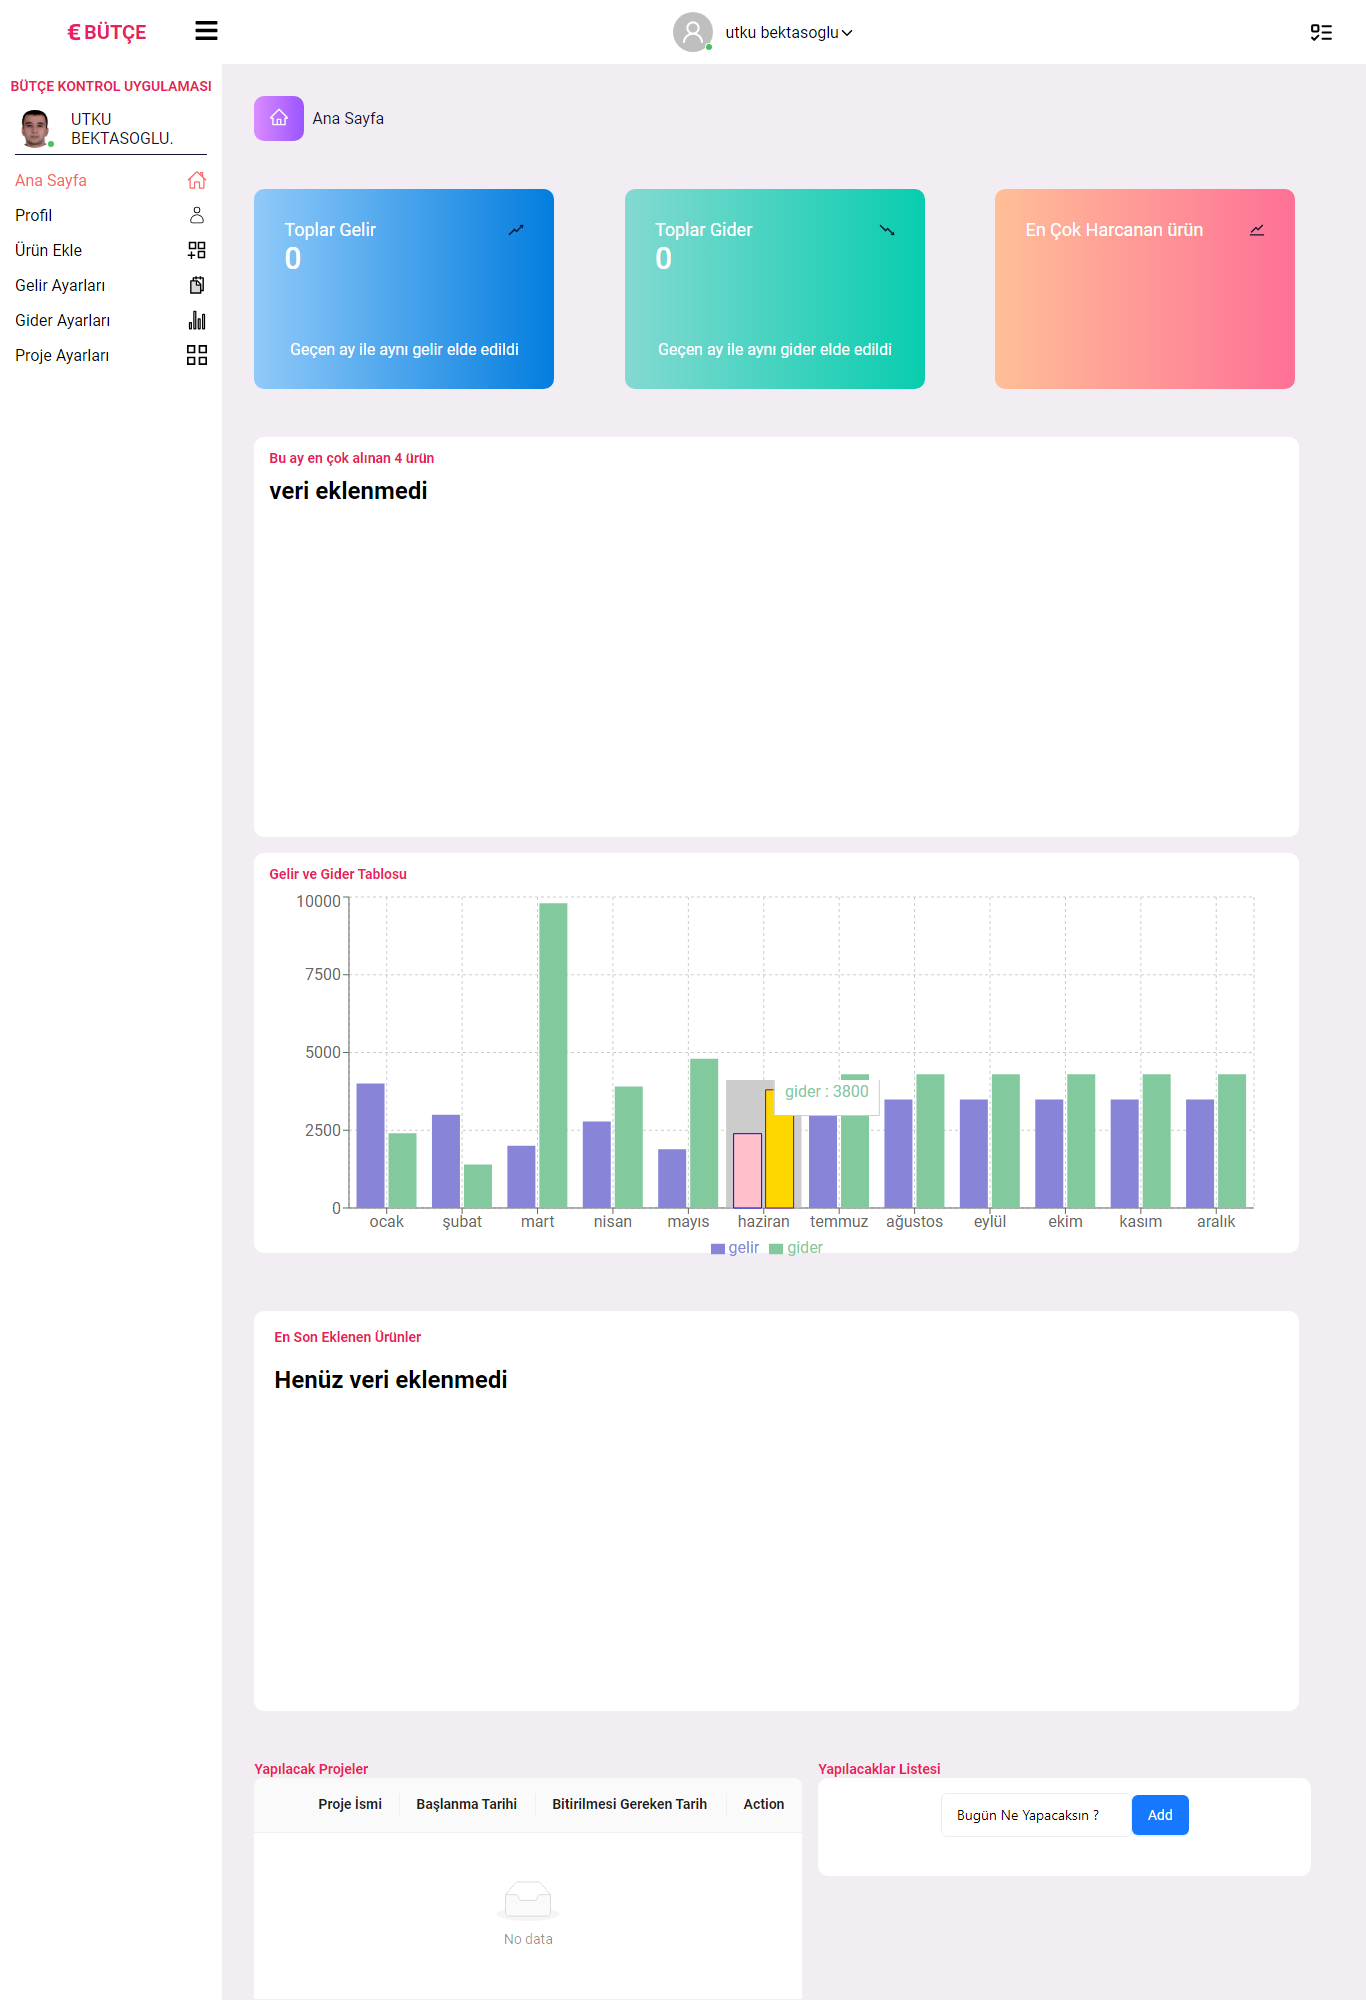 € BÜTÇE
utku bektasoglu
BÜTÇE KONTROL UYGULAMASI
UTKU
BEKTASOGLU.
Ana Sayfa
Profil
Ürün Ekle
Gelir Ayarları
Gider Ayarları
Proje Ayarları
Ana Sayfa
Toplar Gelir
0
Geçen ay ile aynı gelir elde edildi
Toplar Gider
0
Geçen ay ile aynı gider elde edildi
En Çok Harcanan ürün
Bu ay en çok alınan 4 ürün
veri eklenmedi
Gelir ve Gider Tablosu
10000
7500
5000
2500
0
gider : 3800
ocak şubat mart nisan mayıs haziran temmuz ağustos eylül ekim kasım aralık
gelir gider
En Son Eklenen Ürünler
Henüz veri eklenmedi
Yapılacak Projeler
Proje İsmi Başlanma Tarihi Bitirilmesi Gereken Tarih Action
No data
Yapılacaklar Listesi
Bugün Ne Yapacaksın ? Add